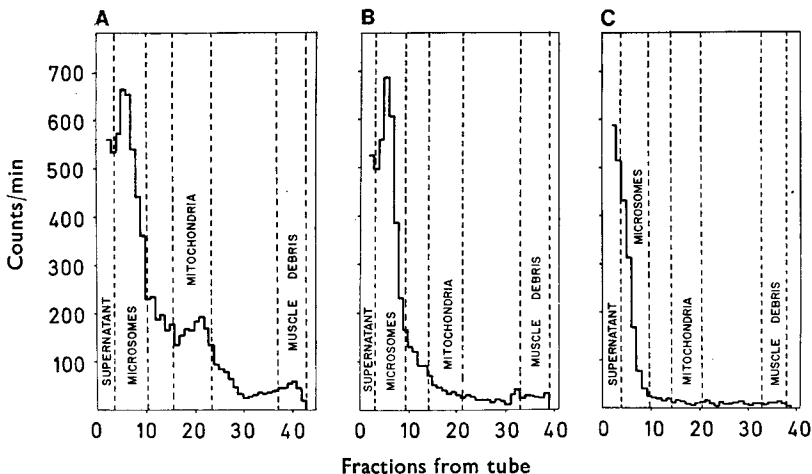 A
B
C
Counts/min
700
600
500
400
300
200
100
SUPERNATANT
MICROSOMES
MITOCHONDRIA
MUSCLE DEBRIS
SUPERNATANT
MICROSOMES
MITOCHONDRIA
MUSCLE DEBRIS
SUPERNATANT
MICROSOMES
MITOCHONDRIA
MUSCLE DEBRIS
0 10 20 30 40
0 10 20 30 40
0 10 20 30 40
Fractions from tube